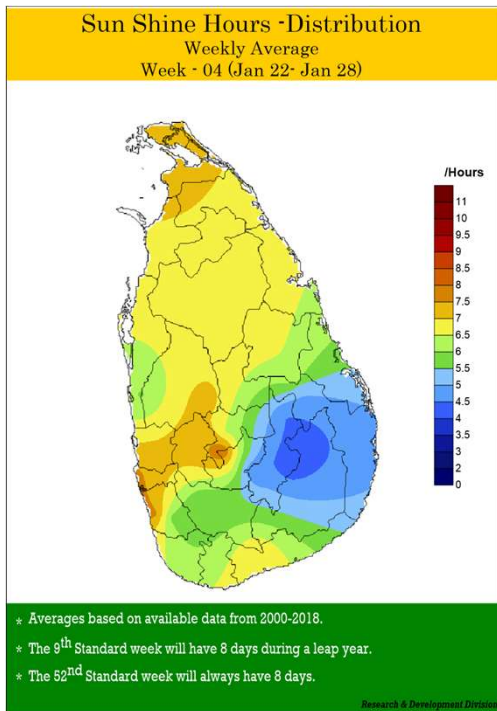 Sun Shine Hours -Distribution
Weekly Average
Week - 04 (Jan 22- Jan 28)
/Hours
11
10
9.5
9
8.5
8
7.5
7
6.5
6
5.5
5
4.5
4
3.5
3
2
0
* Averages based on available data from 2000-2018.
* The 9th Standard week will have 8 days during a leap year.
* The 52nd Standard week will always have 8 days.
Research & Development Division